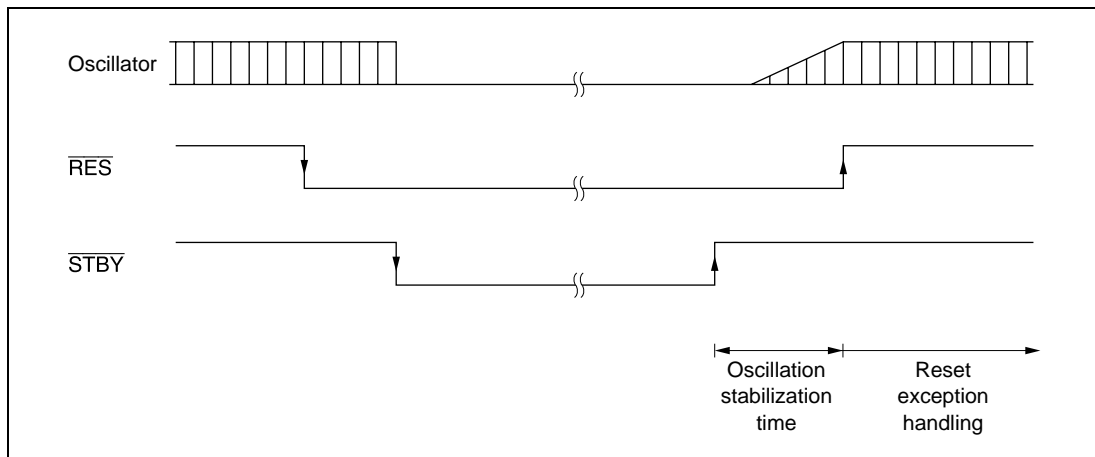 Oscillator
RES
STBY
Oscillation
stabilization
time
Reset
exception
handling